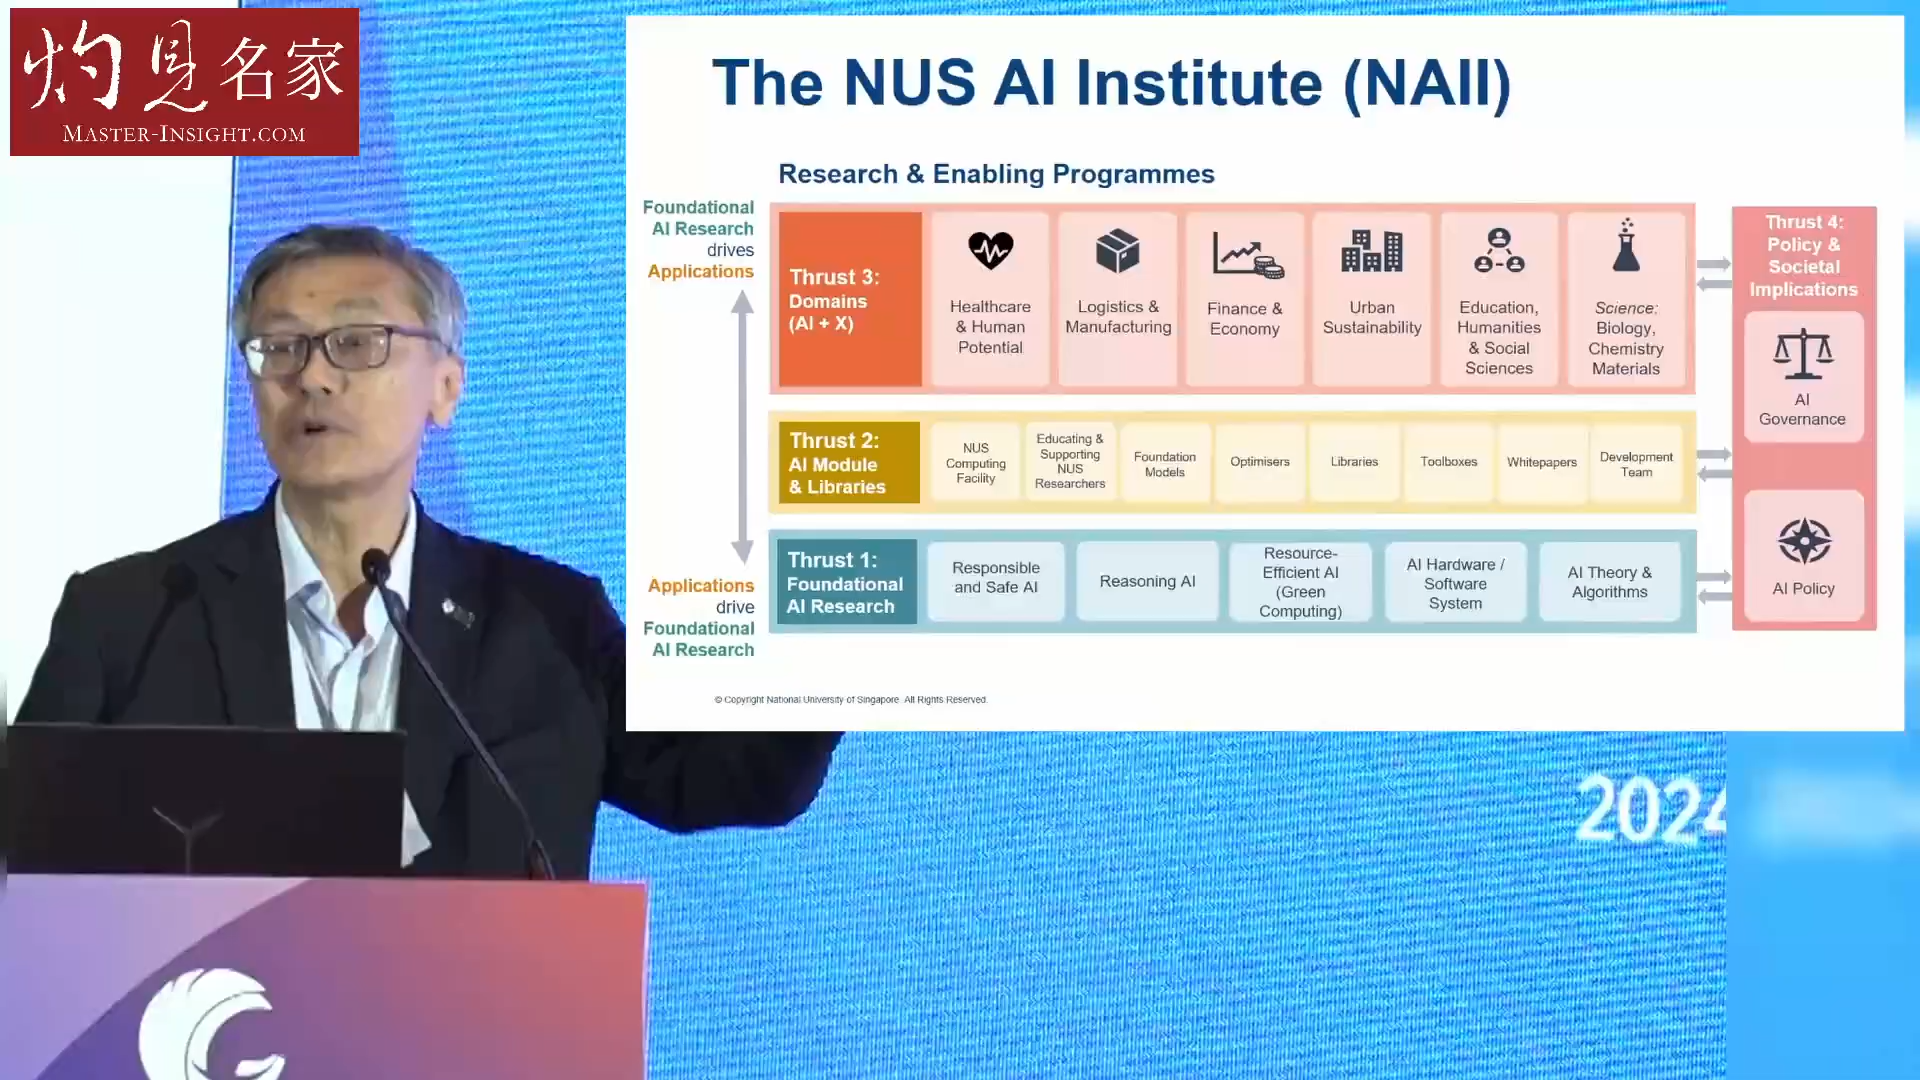 灼見名家
MASTER-INSIGHT.COM
The NUS AI Institute (NAII)
Research & Enabling Programmes
Foundational
AI Research
drives
Applications
Applications
drive
Foundational
AI Research
Thrust 3:
Domains
(AI + X)
Healthcare
& Human
Potential
Logistics &
Manufacturing
Finance &
Economy
Urban
Sustainability
Education,
Humanities
& Social
Sciences
Science:
Biology,
Chemistry
Materials
Thrust 2:
AI Module
& Libraries
NUS
Computing
Facility
Educating &
Supporting
NUS
Researchers
Foundation
Models
Optimisers
Libraries
Toolboxes
Whitepapers
Development
Team
Thrust 1:
Foundational
AI Research
Responsible
and Safe AI
Reasoning AI
Resource-
Efficient AI
(Green
Computing)
AI Hardware /
Software
System
AI Theory &
Algorithms
Thrust 4:
Policy &
Societal
Implications
AI
Governance
AI Policy
© Copyright National University of Singapore. All Rights Reserved.
2024